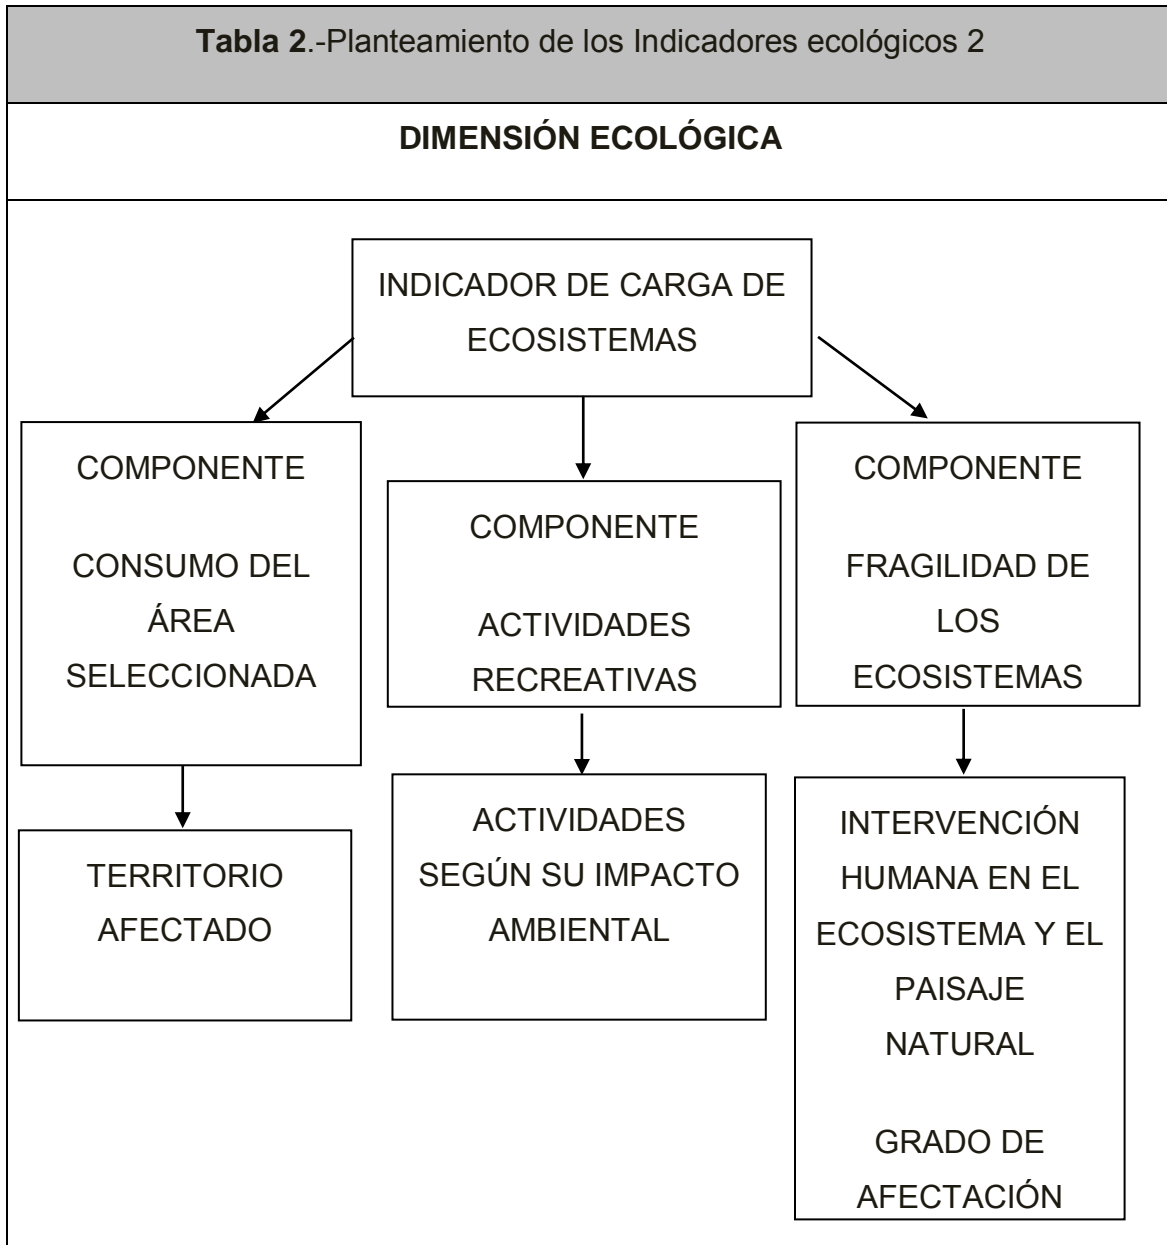 Tabla 2.-Planteamiento de los Indicadores ecológicos 2
DIMENSIÓN ECOLÓGICA
INDICADOR DE CARGA DE
ECOSISTEMAS
COMPONENTE
CONSUMO DEL
ÁREA
SELECCIONADA
COMPONENTE
ACTIVIDADES
RECREATIVAS
COMPONENTE
FRAGILIDAD DE
LOS
ECOSISTEMAS
TERRITORIO
AFECTADO
ACTIVIDADES
SEGÚN SU IMPACTO
AMBIENTAL
INTERVENCIÓN
HUMANA EN EL
ECOSISTEMA Y EL
PAISAJE
NATURAL
GRADO DE
AFECTACIÓN